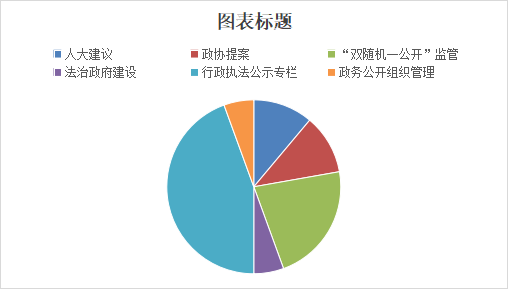 图表标题
人大建议 政协提案 “双随机一公开”监管
法治政府建设 行政执法公示专栏 政务公开组织管理